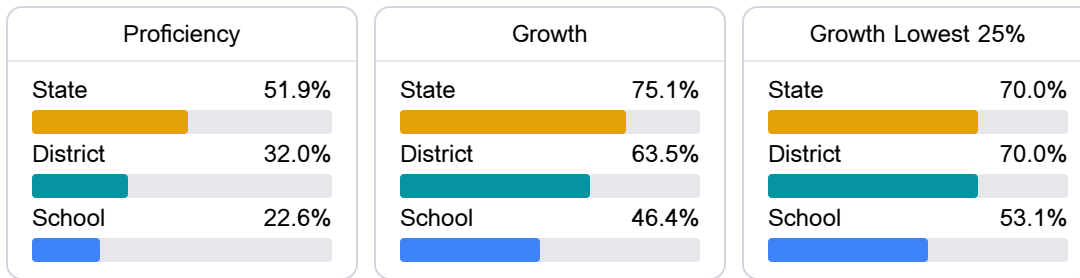 Proficiency
State 51.9%
District 32.0%
School 22.6%
Growth
State 75.1%
District 63.5%
School 46.4%
Growth Lowest 25%
State 70.0%
District 70.0%
School 53.1%